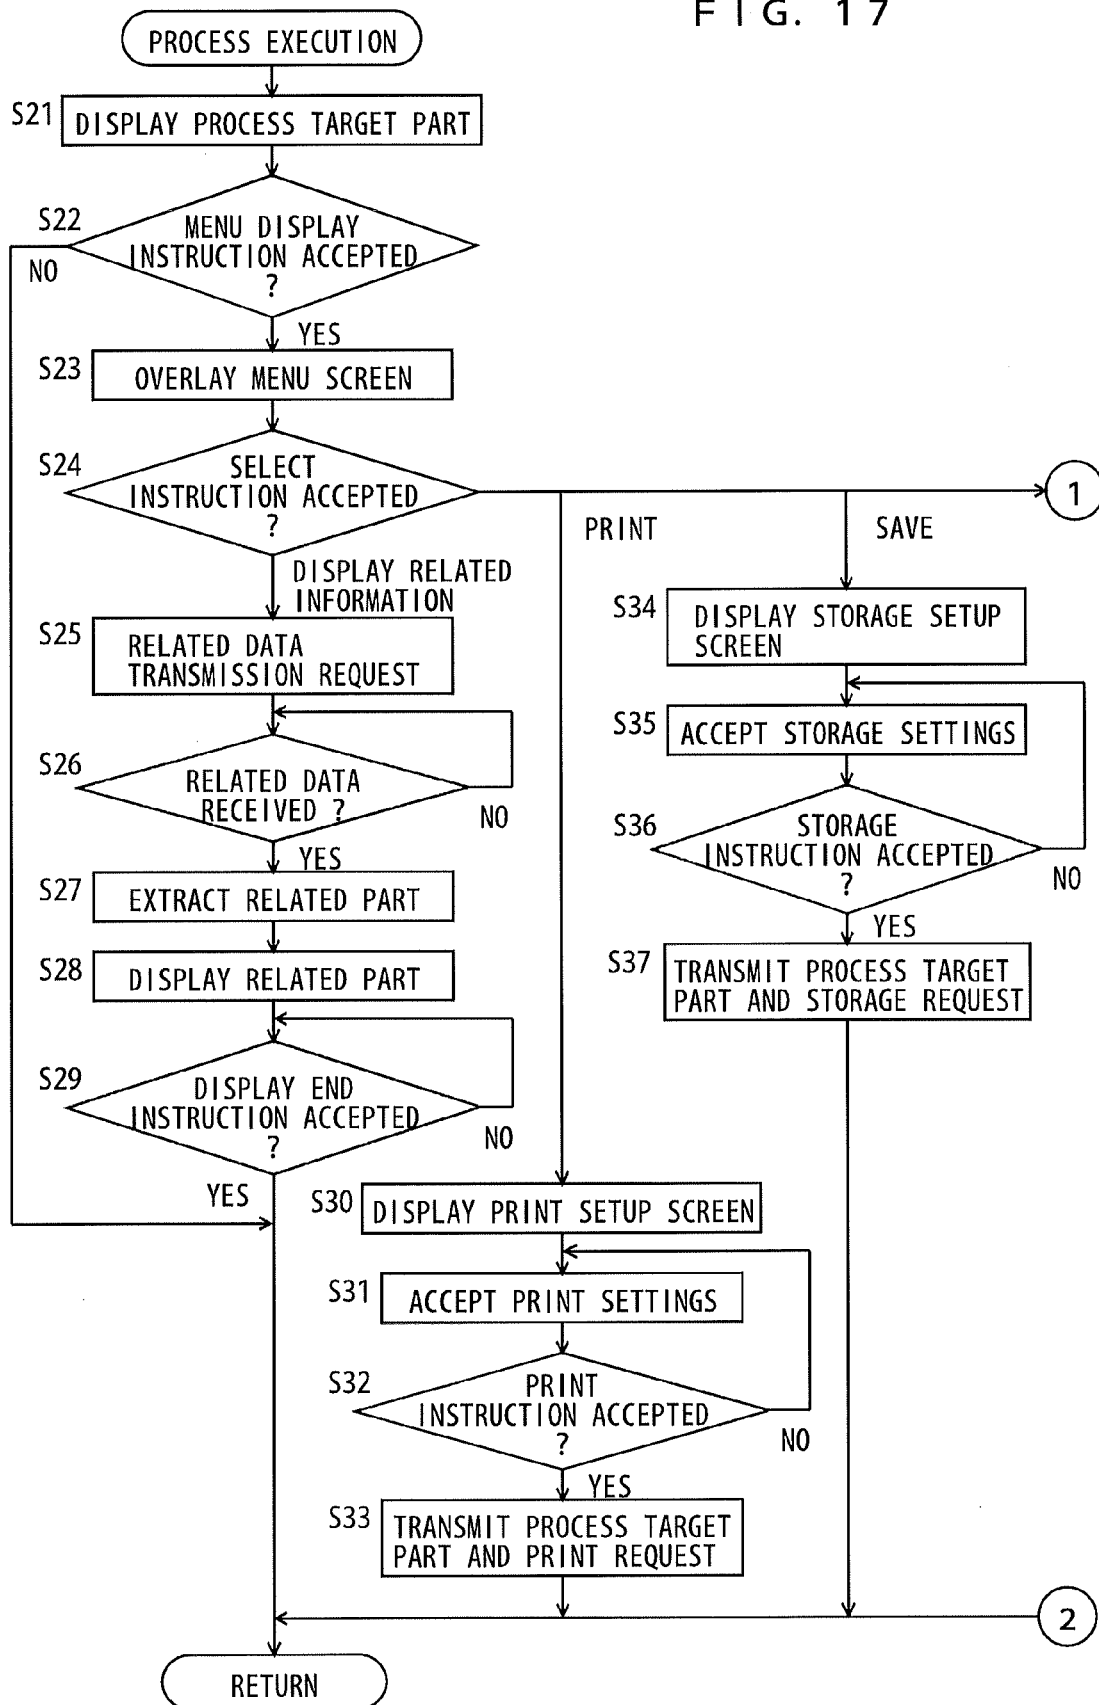 FIG. 17
PROCESS EXECUTION
S21
DISPLAY PROCESS TARGET PART
S22
MENU DISPLAY
INSTRUCTION ACCEPTED
?
NO
YES
S23
OVERLAY MENU SCREEN
S24
SELECT
INSTRUCTION ACCEPTED
?
1
PRINT
SAVE
DISPLAY RELATED
INFORMATION
S25
RELATED DATA
TRANSMISSION REQUEST
S26
RELATED DATA
RECEIVED ?
NO
YES
S27
EXTRACT RELATED PART
S28
DISPLAY RELATED PART
S29
DISPLAY END
INSTRUCTION ACCEPTED
?
NO
YES
S34
DISPLAY STORAGE SETUP
SCREEN
S35
ACCEPT STORAGE SETTINGS
S36
STORAGE
INSTRUCTION ACCEPTED
?
NO
YES
S37
TRANSMIT PROCESS TARGET
PART AND STORAGE REQUEST
S30
DISPLAY PRINT SETUP SCREEN
S31
ACCEPT PRINT SETTINGS
S32
PRINT
INSTRUCTION ACCEPTED
?
NO
YES
S33
TRANSMIT PROCESS TARGET
PART AND PRINT REQUEST
2
RETURN